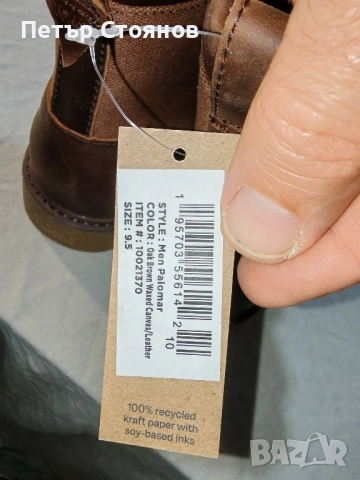 Петър Стоянов
STYLE : Men Palomar
COLOR : Oak Brown Waxed Canvas/Leather
ITEM # : 10021370
SIZE : 9.5
1 95703 55614 2 10
100% recycled
kraft paper with
soy-based inks
BAZAR